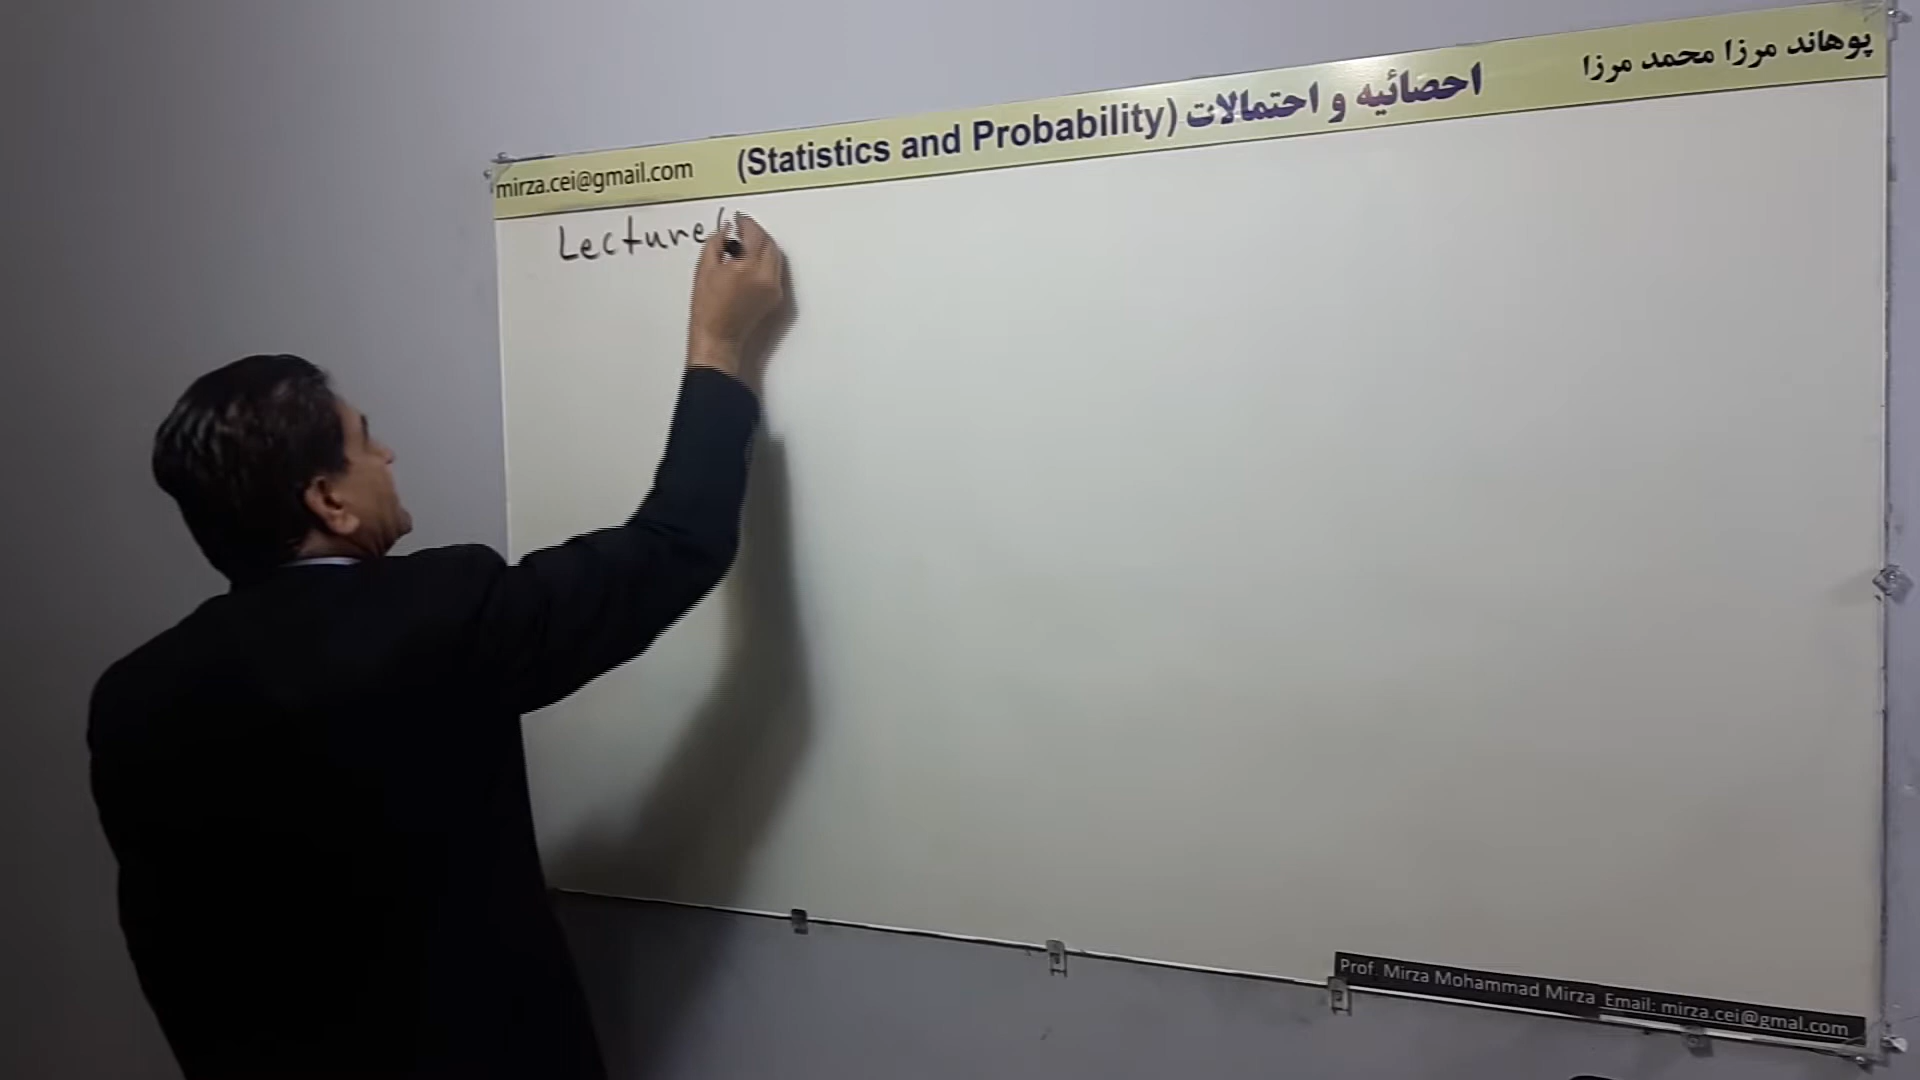 mirza.cei@gmail.com (Statistics and Probability) احصائیه و احتمالات پوهاند مرزا محمد مرزا
Lecture(
Prof. Mirza Mohammad Mirza Email: mirza.cei@gmal.com